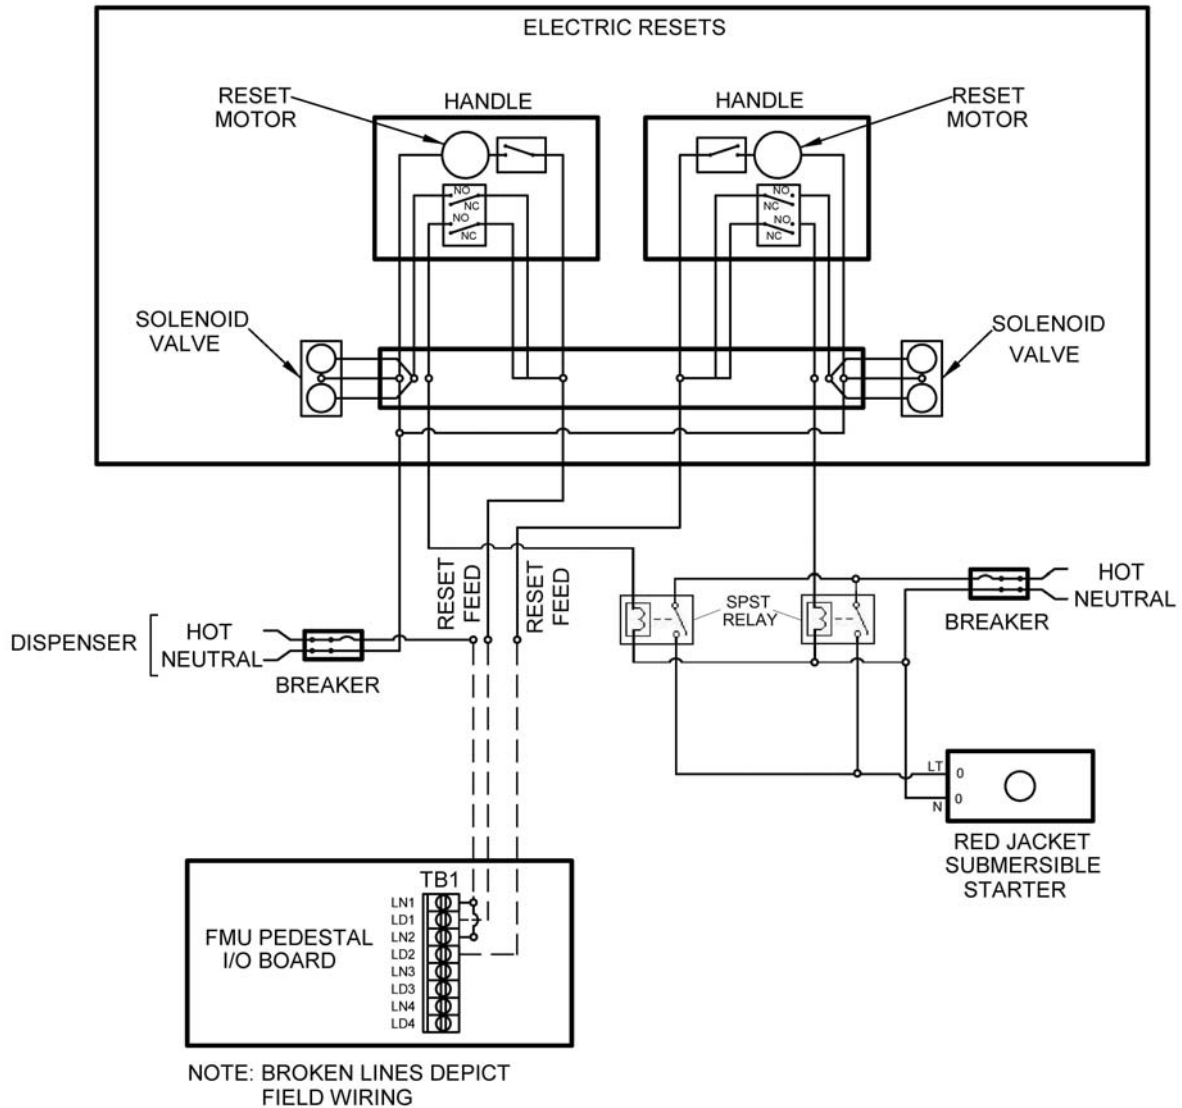 ELECTRIC RESETS
RESET
MOTOR
HANDLE
HANDLE
RESET
MOTOR
NO
NC
NO
NC
NO
NC
NO
NC
SOLENOID
VALVE
SOLENOID
VALVE
RESET
FEED
RESET
FEED
HOT
NEUTRAL
BREAKER
SPST
RELAY
DISPENSER
HOT
NEUTRAL
BREAKER
LT 0
N 0
RED JACKET
SUBMERSIBLE
STARTER
TB1
LN1
LD1
LN2
LD2
LN3
LD3
LN4
LD4
FMU PEDESTAL
I/O BOARD
NOTE: BROKEN LINES DEPICT
FIELD WIRING